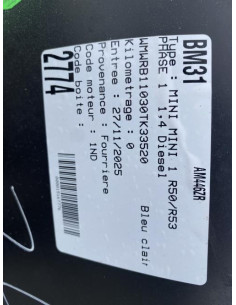 BM31 AM446ZR
Type : MINI MINI 1 R50/R53
PHASE 1 1.4 Diesel
WMWRB11030TK33520 Bleu clair
Kilometrage : 0
Entree : 27/11/2025
Provenance : Fourriere
Code moteur : 1ND
Code boite :
2774